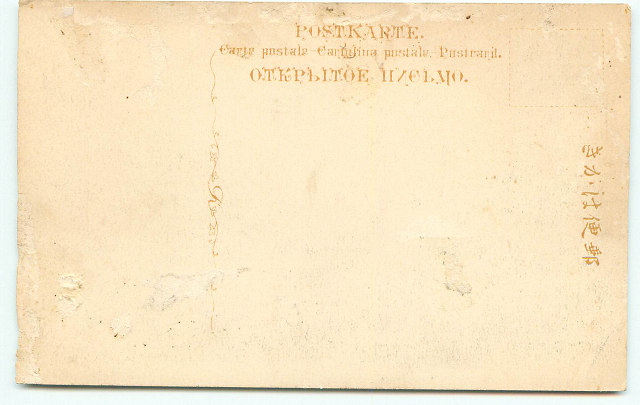 POSTKARTE.
Carte postale-Cartolina postale. Postcard.
ОТКРЫТОЕ ПИСЬМО.
郵便はがき